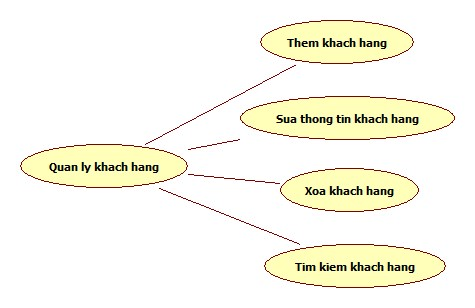 Them khach hang
Sua thong tin khach hang
Quan ly khach hang
Xoa khach hang
Tim kiem khach hang